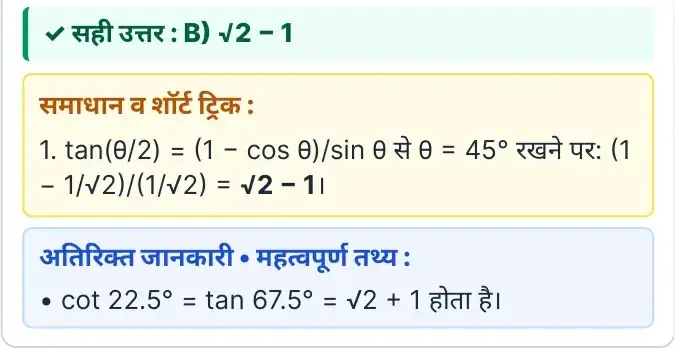 ✓ सही उत्तर : B) √2 − 1
समाधान व शॉर्ट ट्रिक :
1. tan(θ/2) = (1 − cos θ)/sin θ से θ = 45° रखने पर: (1
− 1/√2)/(1/√2) = √2 − 1।
अतिरिक्त जानकारी • महत्वपूर्ण तथ्य :
• cot 22.5° = tan 67.5° = √2 + 1 होता है।